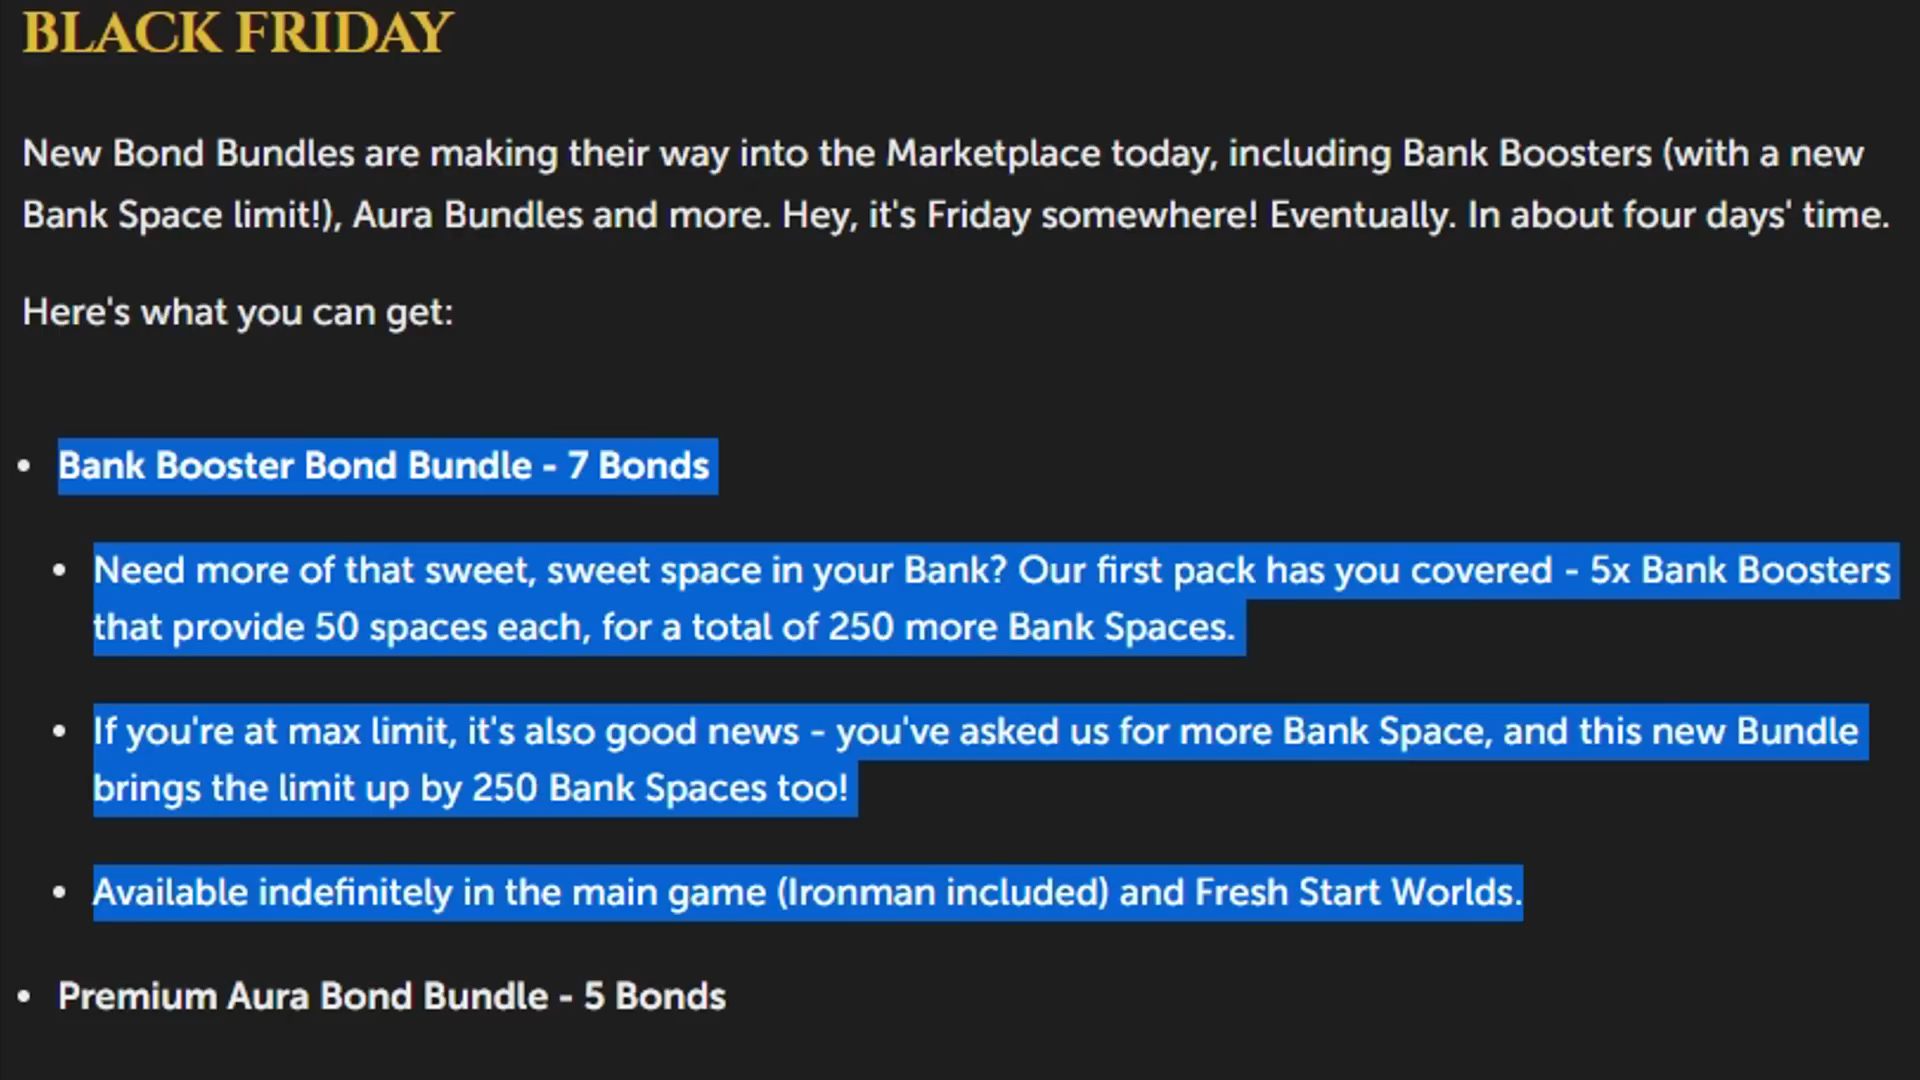 BLACK FRIDAY
New Bond Bundles are making their way into the Marketplace today, including Bank Boosters (with a new
Bank Space limit!), Aura Bundles and more. Hey, it's Friday somewhere! Eventually. In about four days' time.
Here's what you can get:
• Bank Booster Bond Bundle - 7 Bonds
• Need more of that sweet, sweet space in your Bank? Our first pack has you covered - 5x Bank Boosters
that provide 50 spaces each, for a total of 250 more Bank Spaces.
• If you're at max limit, it's also good news - you've asked us for more Bank Space, and this new Bundle
brings the limit up by 250 Bank Spaces too!
• Available indefinitely in the main game (Ironman included) and Fresh Start Worlds.
• Premium Aura Bond Bundle - 5 Bonds